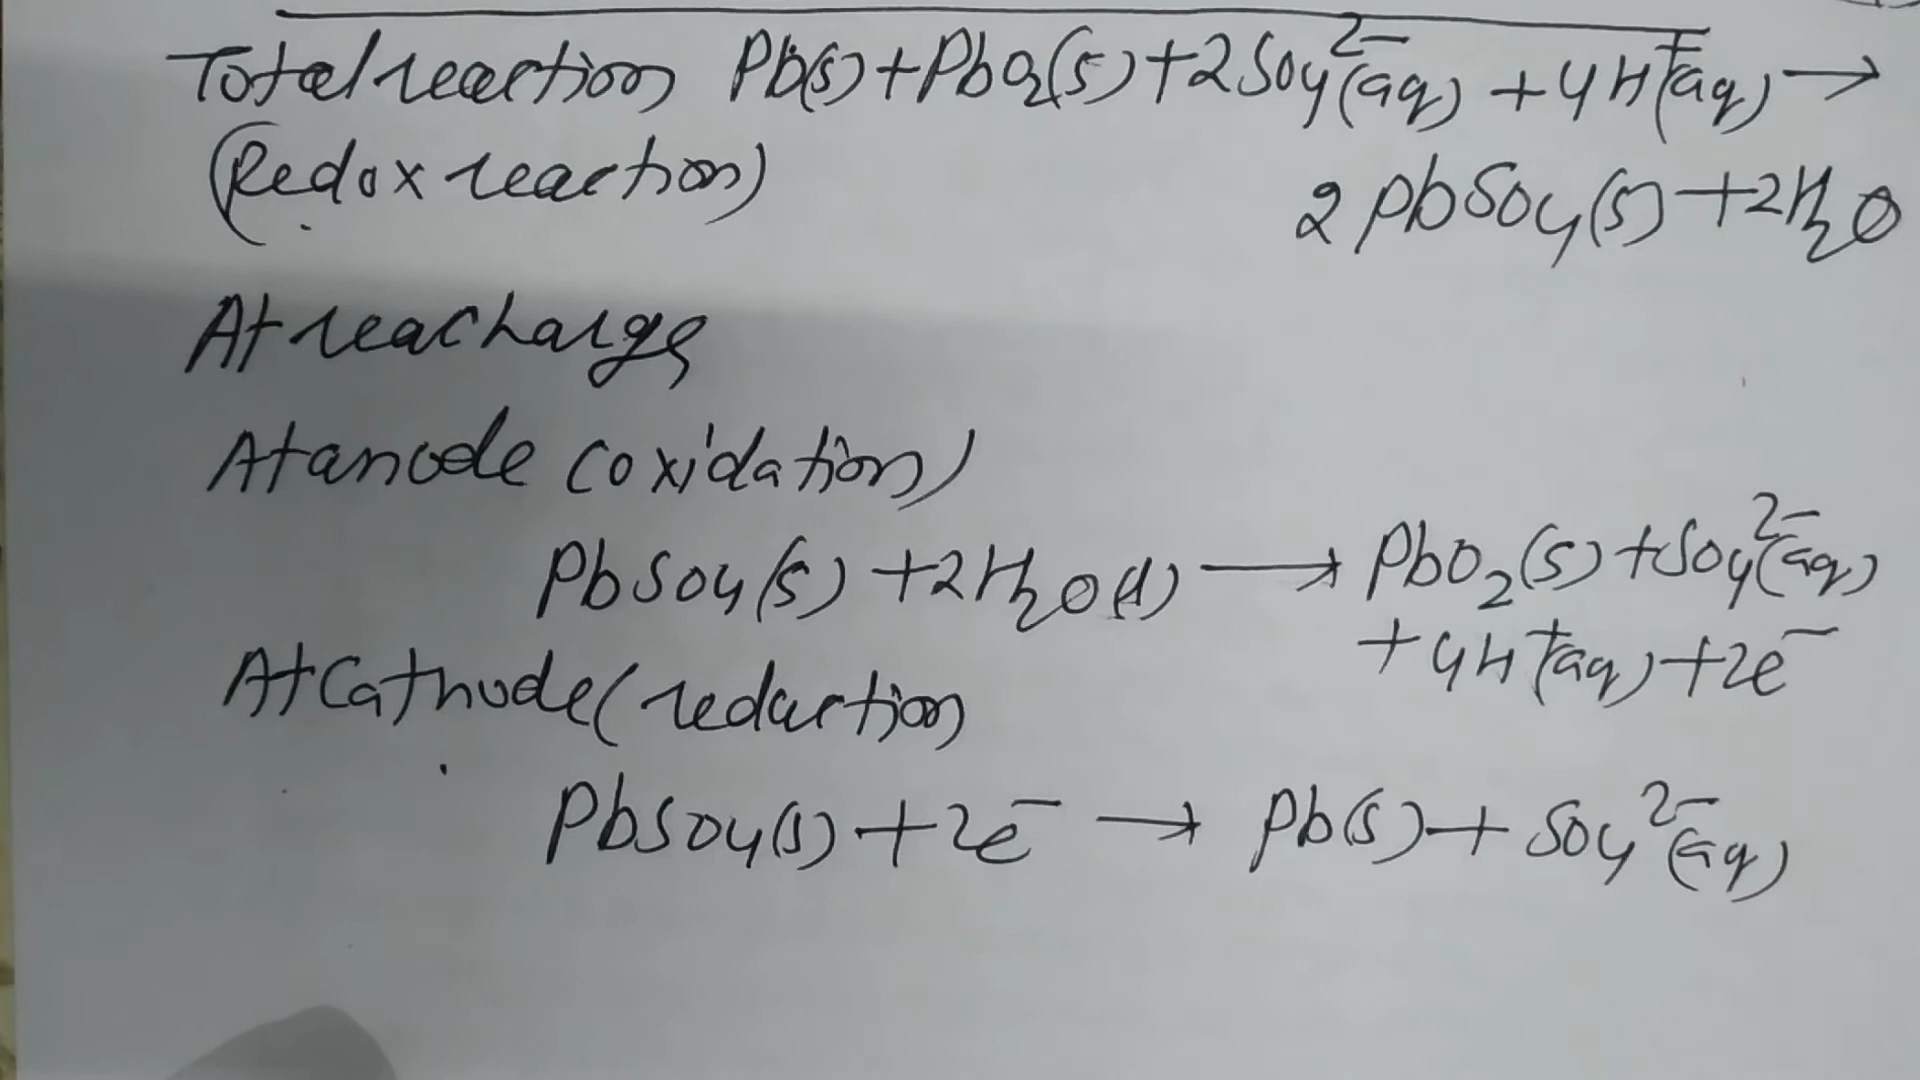 Total reaction Pb(s)+PbO₂(s)+2SO₄²⁻(aq)+4H⁺(aq)→
(Redox reaction)
2PbSO₄(s)+2H₂O
At reacharge
At anode (oxidation)
PbSO₄(s)+2H₂O(l)→PbO₂(s)+SO₄²⁻(aq)
+4H⁺(aq)+2e⁻
At Cathode(reduction
PbSO₄(s)+2e⁻→Pb(s)+SO₄²⁻(aq)